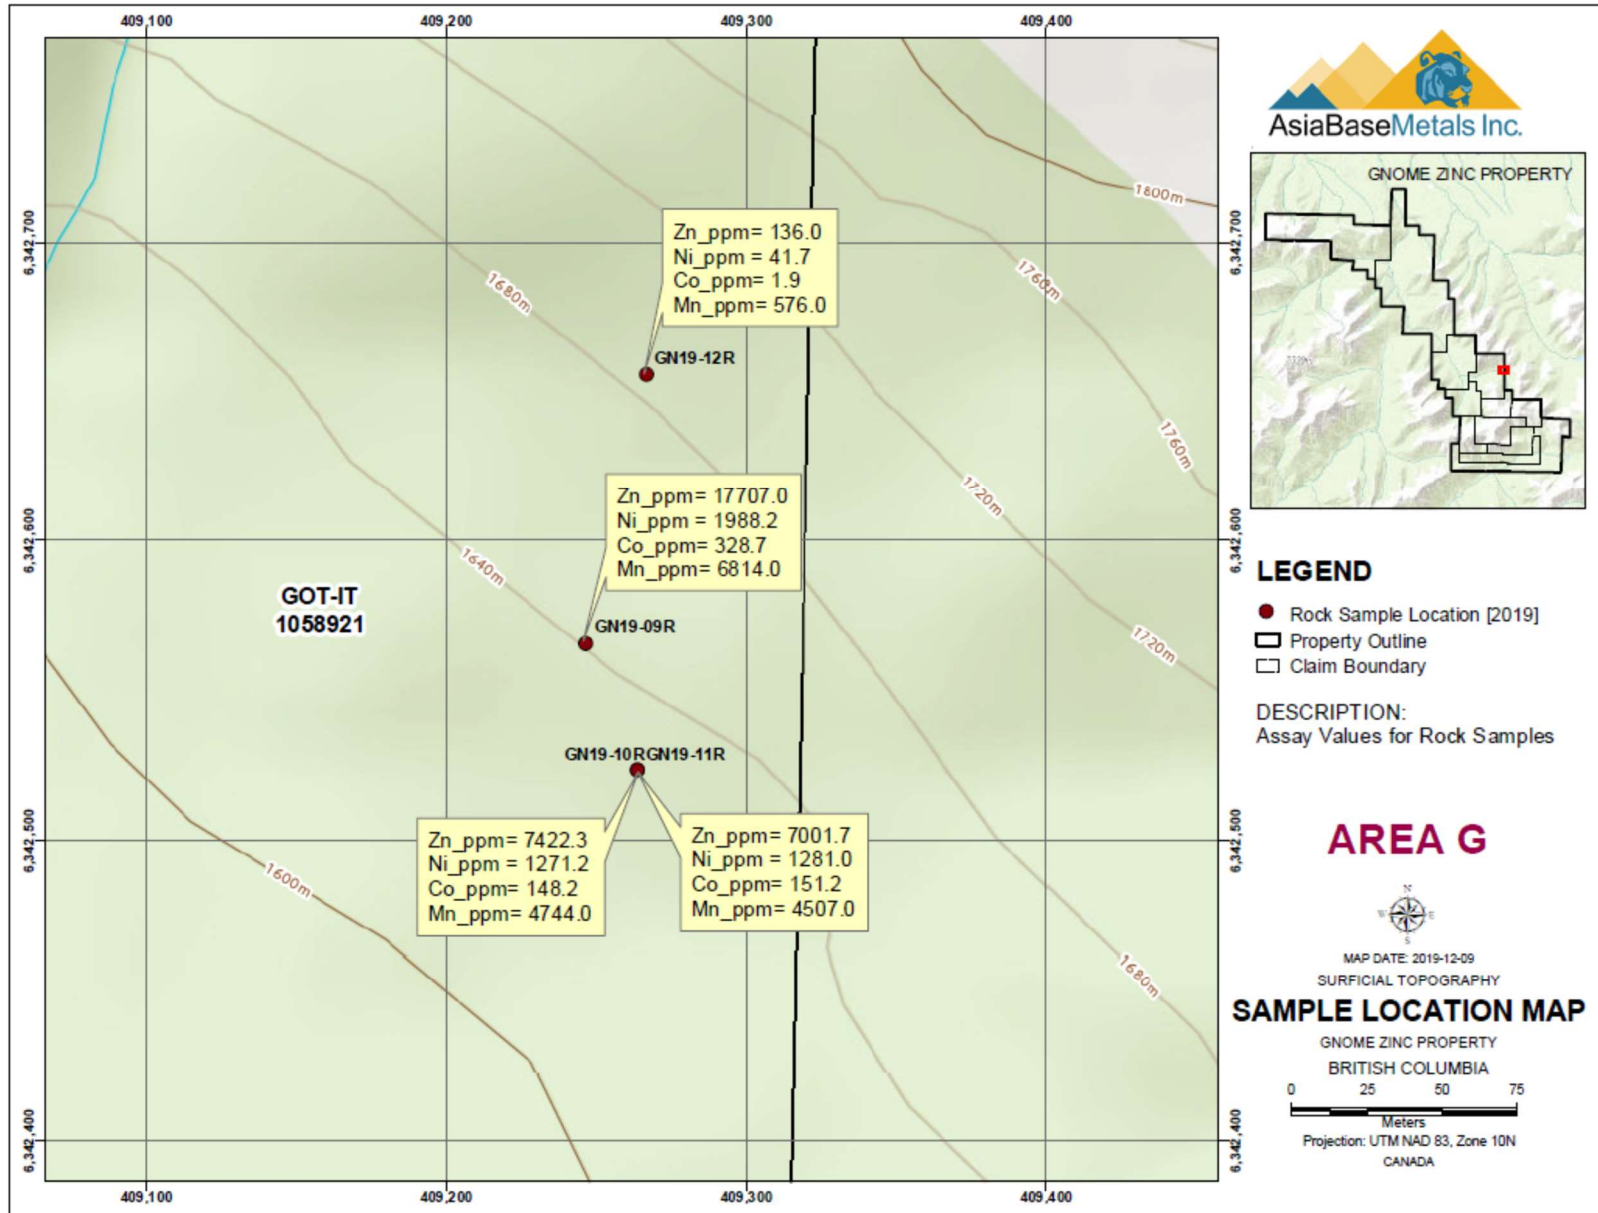 409,100
409,200
409,300
409,400
6,342,700
6,342,600
6,342,500
6,342,400
1800m
1680m
1760m
1760m
1720m
1640m
1720m
1600m
1680m
Zn_ppm= 136.0
Ni_ppm = 41.7
Co_ppm= 1.9
Mn_ppm= 576.0
GN19-12R
Zn_ppm= 17707.0
Ni_ppm = 1988.2
Co_ppm= 328.7
Mn_ppm= 6814.0
GN19-09R
GOT-IT
1058921
GN19-10RGN19-11R
Zn_ppm= 7422.3
Ni_ppm = 1271.2
Co_ppm= 148.2
Mn_ppm= 4744.0
Zn_ppm= 7001.7
Ni_ppm = 1281.0
Co_ppm= 151.2
Mn_ppm= 4507.0
6,342,700
6,342,600
6,342,500
6,342,400
409,100
409,200
409,300
409,400
AsiaBaseMetals Inc.
GNOME ZINC PROPERTY
LEGEND
Rock Sample Location [2019]
Property Outline
Claim Boundary
DESCRIPTION:
Assay Values for Rock Samples
AREA G
N
W E
S
MAP DATE: 2019-12-09
SURFICIAL TOPOGRAPHY
SAMPLE LOCATION MAP
GNOME ZINC PROPERTY
BRITISH COLUMBIA
0 25 50 75
Meters
Projection: UTM NAD 83, Zone 10N
CANADA